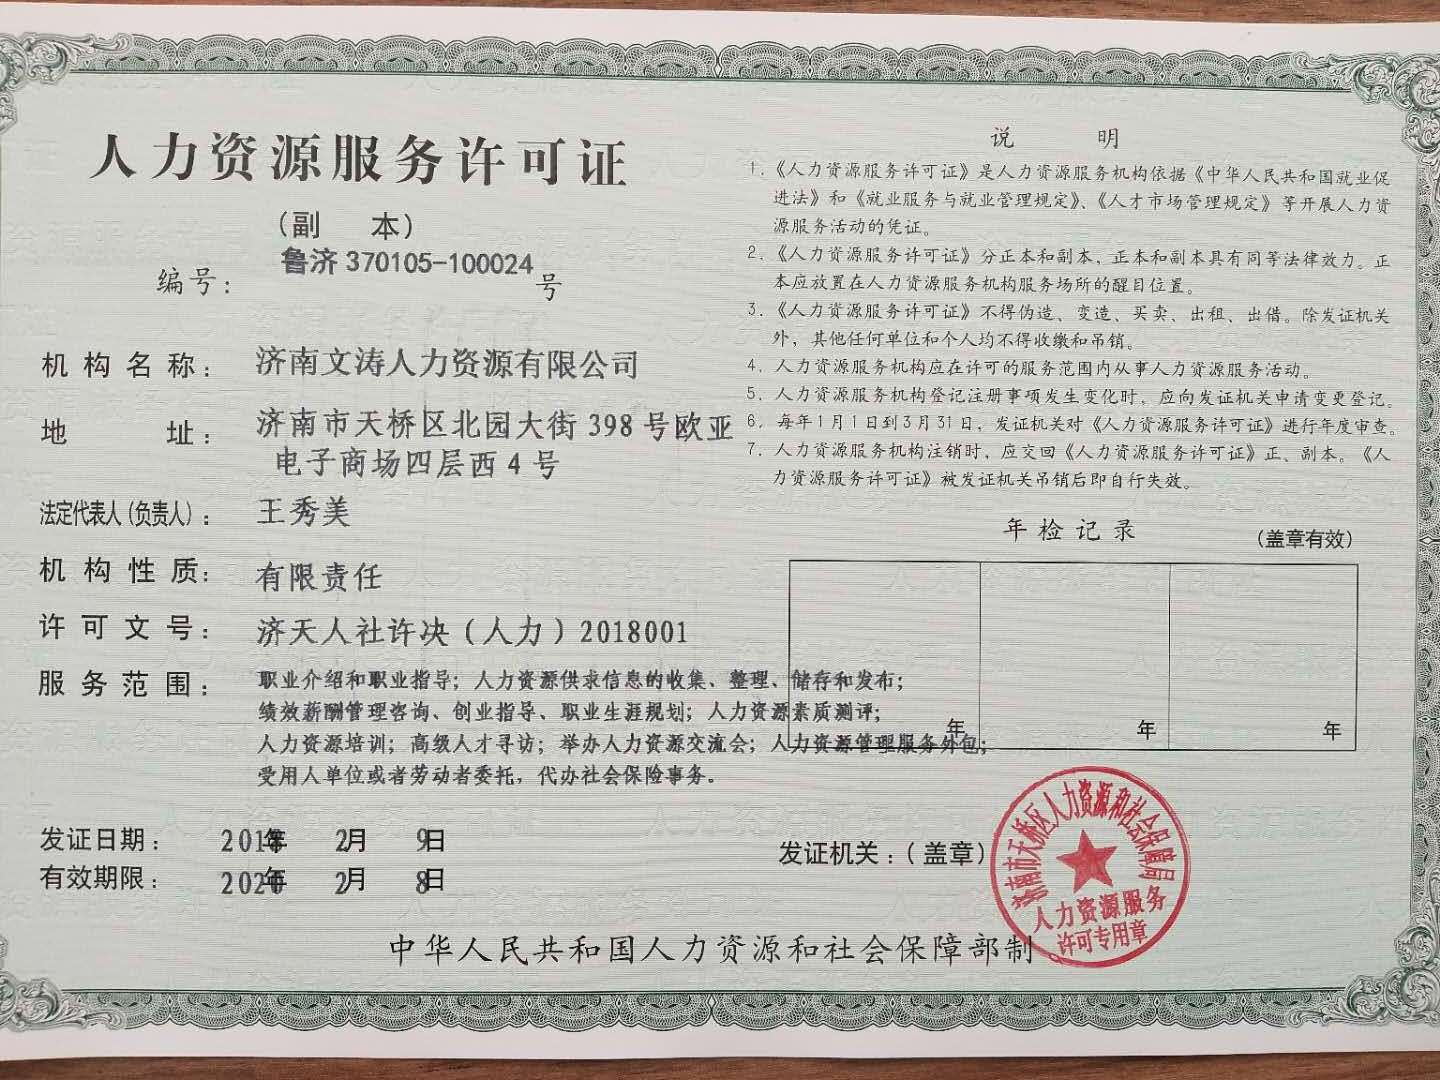 人力资源服务许可证
（副 本）
编号：鲁济 370105-100024 号
机构名称：济南文涛人力资源有限公司
地 址：济南市天桥区北园大街 398 号欧亚
电子商场四层西 4 号
法定代表人(负责人)：王秀美
机构性质：有限责任
许可文号：济天人社许决（人力）2018001
服务范围：职业介绍和职业指导；人力资源供求信息的收集、整理、储存和发布；
绩效薪酬管理咨询、创业指导、职业生涯规划；人力资源素质测评；
人力资源培训；高级人才寻访；举办人力资源交流会；人力资源管理服务外包；
受用人单位或者劳动者委托，代办社会保险事务。
发证日期：2018年 2月 9日
有效期限：2020年 2月 8日
说 明
1.《人力资源服务许可证》是人力资源服务机构依据《中华人民共和国就业促
进法》和《就业服务与就业管理规定》、《人才市场管理规定》等开展人力资
源服务活动的凭证。
2.《人力资源服务许可证》分正本和副本，正本和副本具有同等法律效力。正
本应放置在人力资源服务机构服务场所的醒目位置。
3.《人力资源服务许可证》不得伪造、变造、买卖、出租、出借。除发证机关
外，其他任何单位和个人均不得收缴和吊销。
4. 人力资源服务机构应在许可的服务范围内从事人力资源服务活动。
5. 人力资源服务机构登记注册事项发生变化时，应向发证机关申请变更登记。
6. 每年1月1日到3月31日，发证机关对《人力资源服务许可证》进行年度审查。
7. 人力资源服务机构注销时，应交回《人力资源服务许可证》正、副本。《人
力资源服务许可证》被发证机关吊销后即自行失效。
年检记录 （盖章有效）
年 年 年
发证机关：（盖章）
济南市天桥区人力资源和社会保障局
人力资源服务
许可专用章
中华人民共和国人力资源和社会保障部制